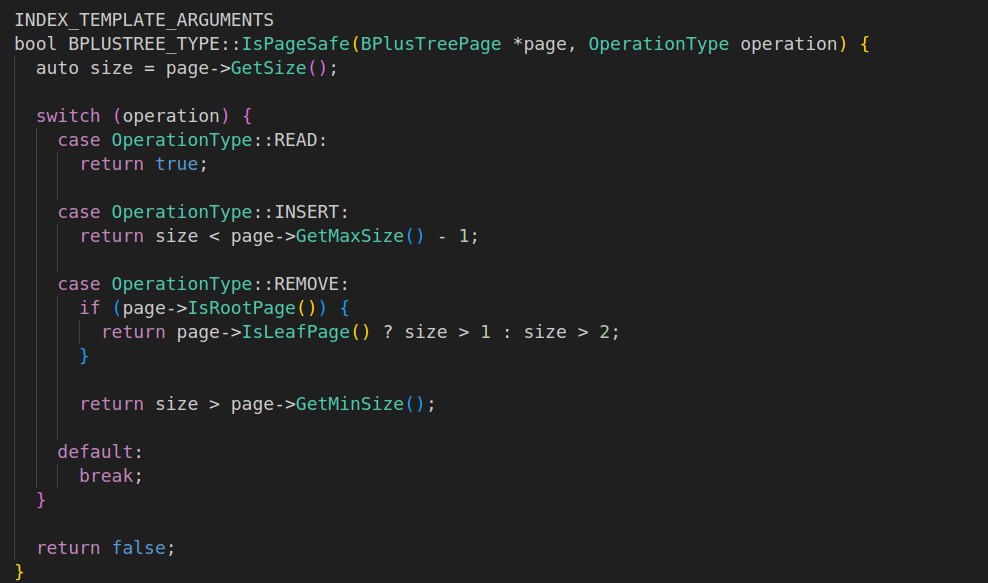 INDEX_TEMPLATE_ARGUMENTS
bool BPLUSTREE_TYPE::IsPageSafe(BPlusTreePage *page, OperationType operation) {
  auto size = page->GetSize();

  switch (operation) {
    case OperationType::READ:
      return true;

    case OperationType::INSERT:
      return size < page->GetMaxSize() - 1;

    case OperationType::REMOVE:
      if (page->IsRootPage()) {
        return page->IsLeafPage() ? size > 1 : size > 2;
      }

      return size > page->GetMinSize();

    default:
      break;
  }

  return false;
}